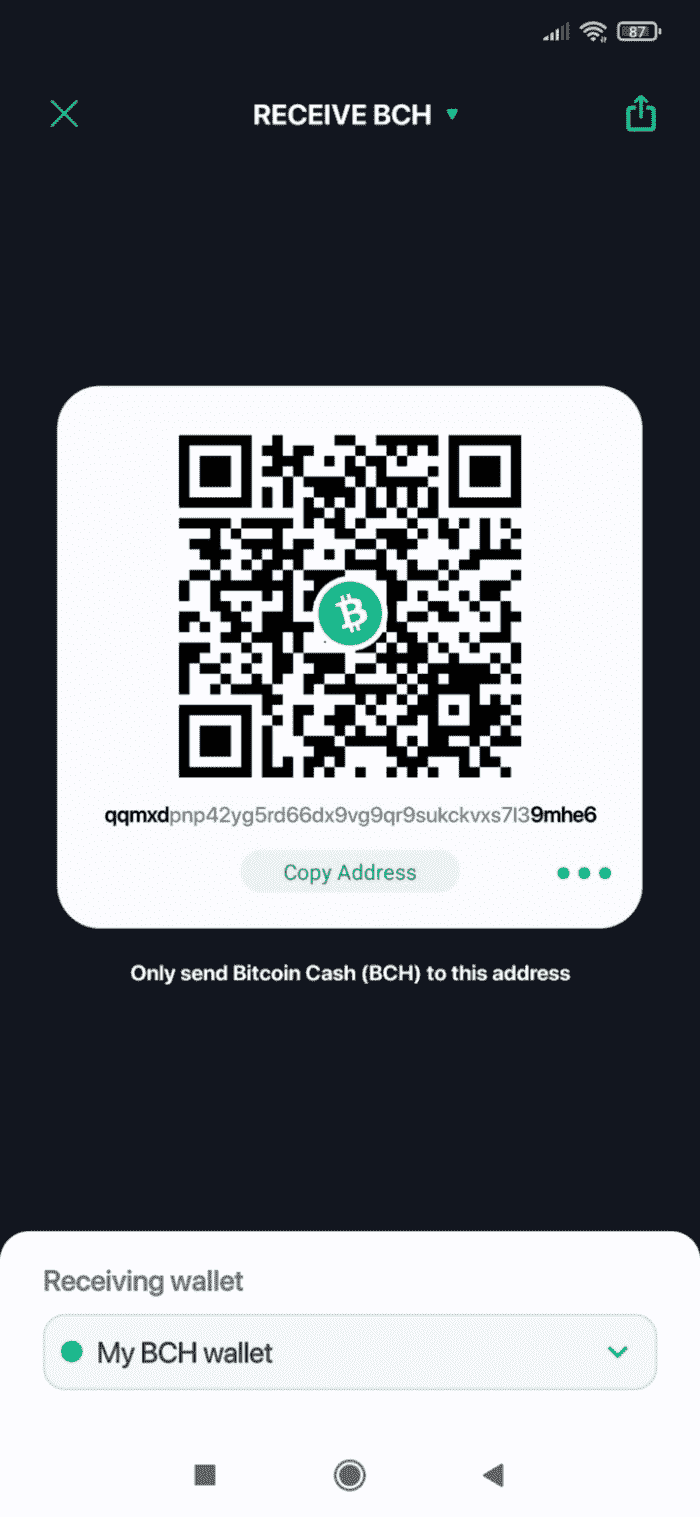 87
RECEIVE BCH
qqmxdpnp42yg5rd66dx9vg9qr9sukckvxs7l39mhe6
Copy Address
Only send Bitcoin Cash (BCH) to this address
Receiving wallet
My BCH wallet